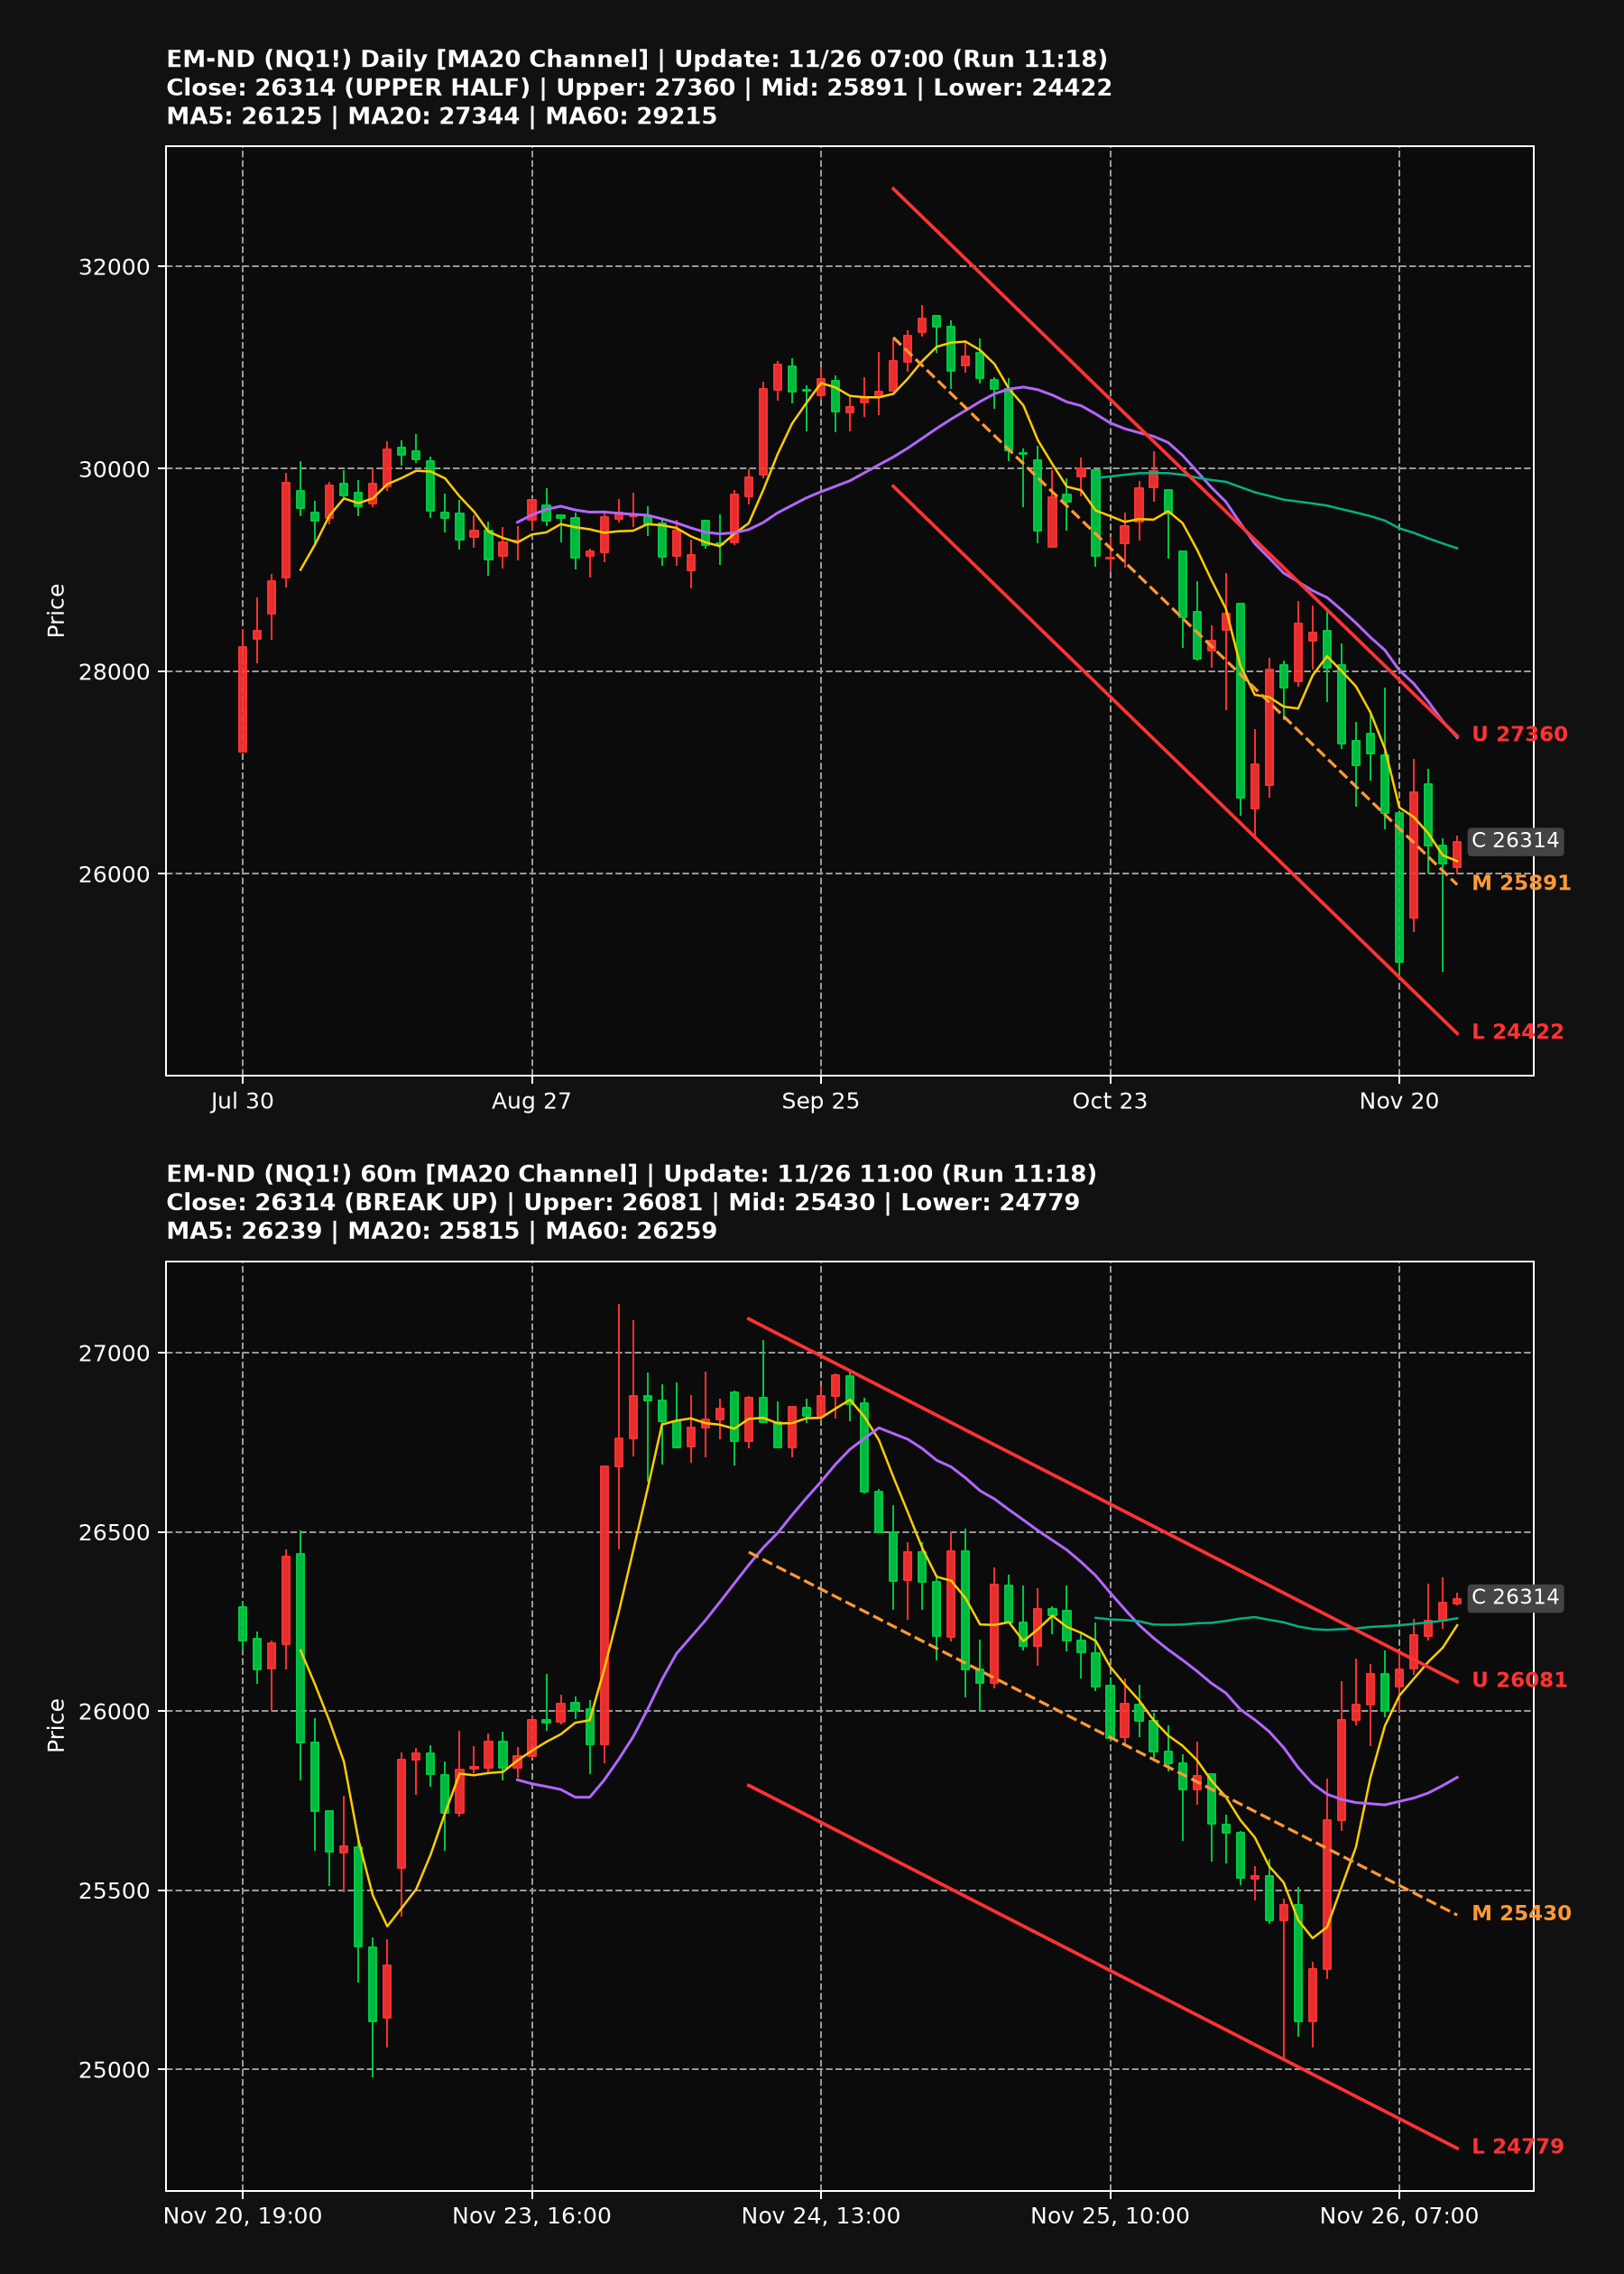 EM-ND (NQ1!) Daily [MA20 Channel] | Update: 11/26 07:00 (Run 11:18)
Close: 26314 (UPPER HALF) | Upper: 27360 | Mid: 25891 | Lower: 24422
MA5: 26125 | MA20: 27344 | MA60: 29215
Price
32000
30000
28000
26000
U 27360
C 26314
M 25891
L 24422
Jul 30
Aug 27
Sep 25
Oct 23
Nov 20
EM-ND (NQ1!) 60m [MA20 Channel] | Update: 11/26 11:00 (Run 11:18)
Close: 26314 (BREAK UP) | Upper: 26081 | Mid: 25430 | Lower: 24779
MA5: 26239 | MA20: 25815 | MA60: 26259
Price
27000
26500
26000
25500
25000
C 26314
U 26081
M 25430
L 24779
Nov 20, 19:00
Nov 23, 16:00
Nov 24, 13:00
Nov 25, 10:00
Nov 26, 07:00